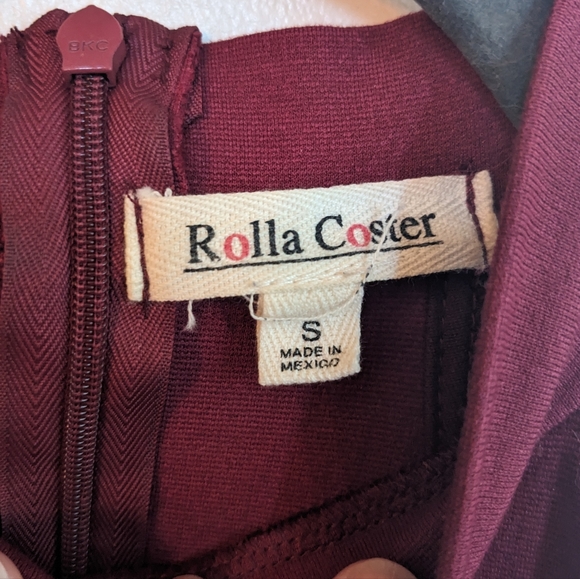 BKC
Rolla Coster
S
MADE IN
MEXICO